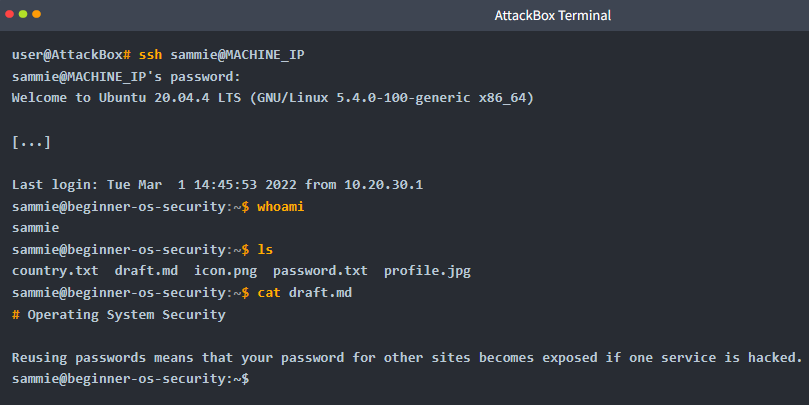 AttackBox Terminal
user@AttackBox# ssh sammie@MACHINE_IP
sammie@MACHINE_IP's password:
Welcome to Ubuntu 20.04.4 LTS (GNU/Linux 5.4.0-100-generic x86_64)
[...]
Last login: Tue Mar  1 14:45:53 2022 from 10.20.30.1
sammie@beginner-os-security:~$ whoami
sammie
sammie@beginner-os-security:~$ ls
country.txt  draft.md  icon.png  password.txt  profile.jpg
sammie@beginner-os-security:~$ cat draft.md
# Operating System Security
Reusing passwords means that your password for other sites becomes exposed if one service is hacked.
sammie@beginner-os-security:~$